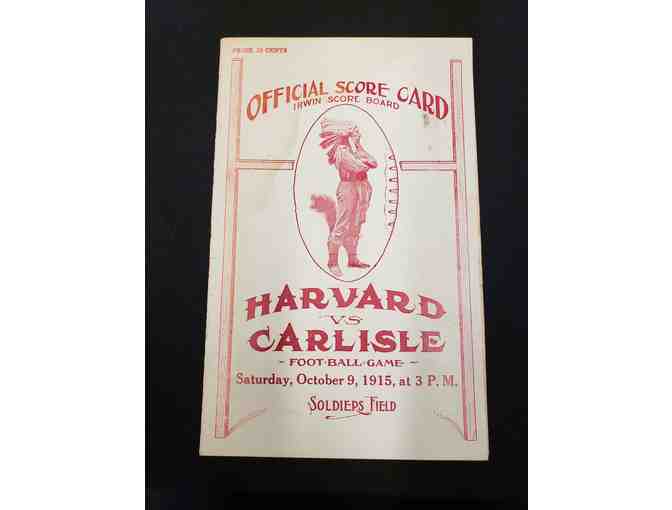 PRICE 10 CENTS
OFFICIAL SCORE CARD
IRWIN SCORE BOARD
HARVARD
VS
CARLISLE
- FOOT·BALL·GAME -
Saturday, October 9, 1915, at 3 P. M.
SOLDIERS FIELD